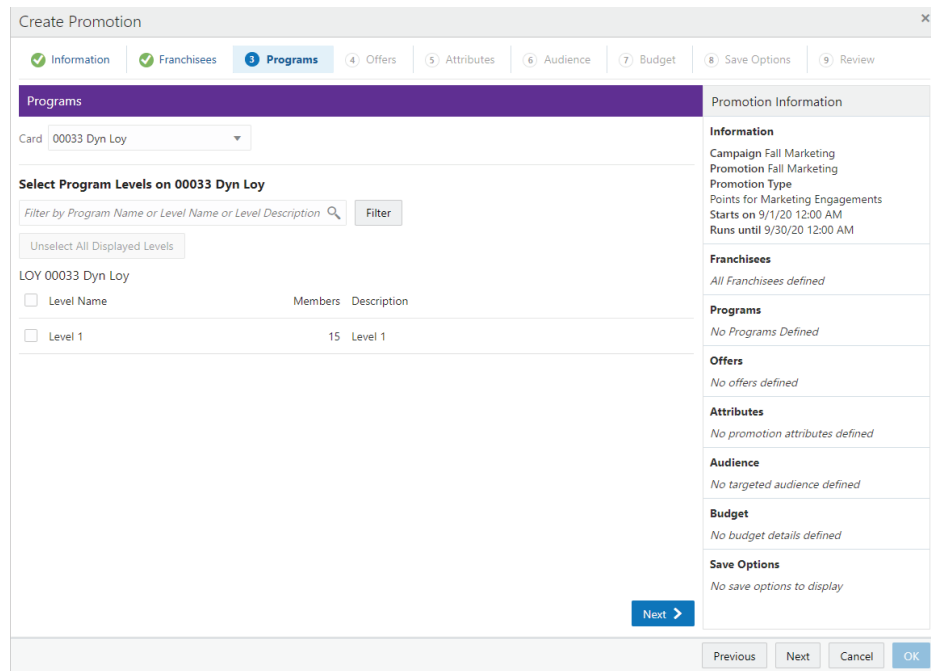 Create Promotion
×
Information
Franchisees
3 Programs
4 Offers
5 Attributes
6 Audience
7 Budget
8 Save Options
9 Review
Programs
Card 00033 Dyn Loy
Select Program Levels on 00033 Dyn Loy
Filter by Program Name or Level Name or Level Description
Filter
Unselect All Displayed Levels
LOY 00033 Dyn Loy
Level Name Members Description
Level 1 15 Level 1
Next
Promotion Information
Information
Campaign Fall Marketing
Promotion Fall Marketing
Promotion Type
Points for Marketing Engagements
Starts on 9/1/20 12:00 AM
Runs until 9/30/20 12:00 AM
Franchisees
All Franchisees defined
Programs
No Programs Defined
Offers
No offers defined
Attributes
No promotion attributes defined
Audience
No targeted audience defined
Budget
No budget details defined
Save Options
No save options to display
Previous
Next
Cancel
OK